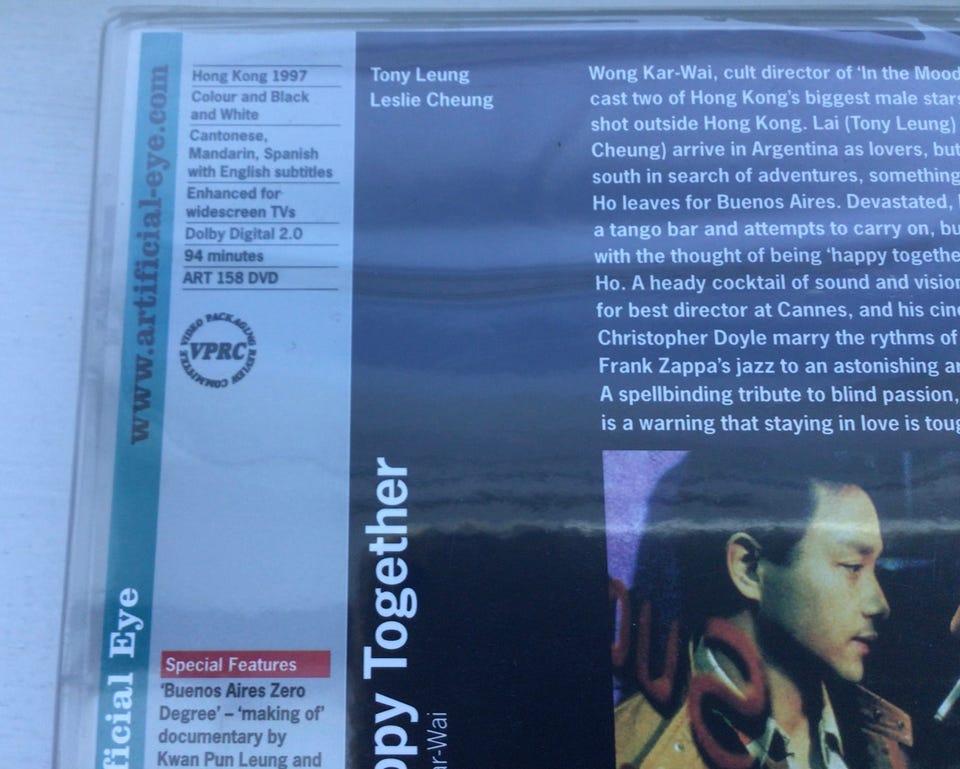 www.artificial-eye.com
ficial Eye
Hong Kong 1997
Colour and Black
and White
Cantonese,
Mandarin, Spanish
with English subtitles
Enhanced for
widescreen TVs
Dolby Digital 2.0
94 minutes
ART 158 DVD
VIDEO PACKAGING REVIEW COMMITTEE
VPRC
Special Features
'Buenos Aires Zero
Degree' – 'making of'
documentary by
Kwan Pun Leung and
Tony Leung
Leslie Cheung
ppy Together
ar-Wai
Wong Kar-Wai, cult director of 'In the Mood
cast two of Hong Kong's biggest male stars
shot outside Hong Kong. Lai (Tony Leung)
Cheung) arrive in Argentina as lovers, but
south in search of adventures, something
Ho leaves for Buenos Aires. Devastated,
a tango bar and attempts to carry on, bu
with the thought of being 'happy togethe
Ho. A heady cocktail of sound and vision
for best director at Cannes, and his cine
Christopher Doyle marry the rythms of
Frank Zappa's jazz to an astonishing a
A spellbinding tribute to blind passion,
is a warning that staying in love is toug